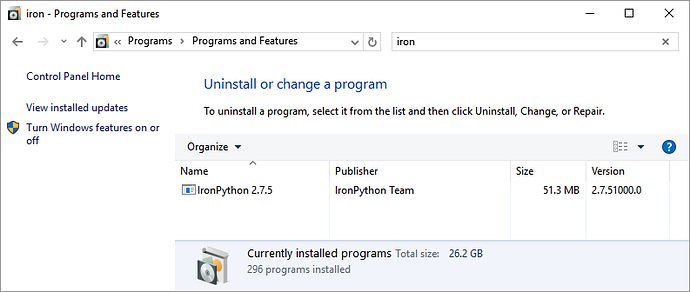 iron - Programs and Features
« Programs > Programs and Features
iron
Control Panel Home
View installed updates
Turn Windows features on or
off
Uninstall or change a program
To uninstall a program, select it from the list and then click Uninstall, Change, or Repair.
Organize
Name Publisher Size Version
IronPython 2.7.5 IronPython Team 51.3 MB 2.7.51000.0
Currently installed programs Total size: 26.2 GB
296 programs installed